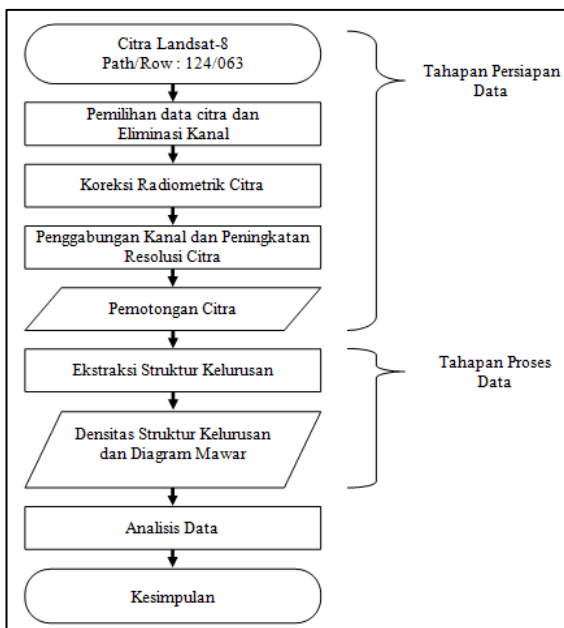 Citra Landsat-8
Path/Row : 124/063
Tahapan Persiapan
Data
Pemilihan data citra dan
Eliminasi Kanal
Koreksi Radiometrik Citra
Penggabungan Kanal dan Peningkatan
Resolusi Citra
Pemotongan Citra
Ekstraksi Struktur Kelurusan
Tahapan Proses
Data
Densitas Struktur Kelurusan
dan Diagram Mawar
Analisis Data
Kesimpulan